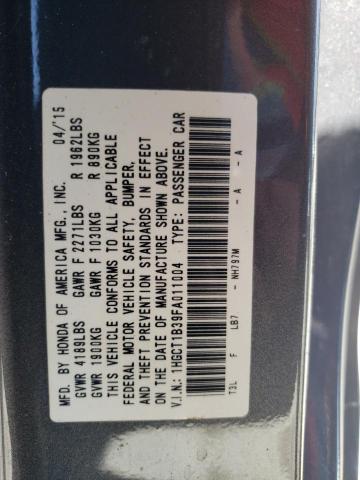 MFD. BY HONDA OF AMERICA MFG., INC. 04/'15
GVWR 4189LBS GAWR F 2271LBS R 1962LBS
GVWR 1900KG GAWR F 1030KG R 890KG
THIS VEHICLE CONFORMS TO ALL APPLICABLE
FEDERAL MOTOR VEHICLE SAFETY, BUMPER,
AND THEFT PREVENTION STANDARDS IN EFFECT
ON THE DATE OF MANUFACTURE SHOWN ABOVE.
V.I.N.: 1HGCT1B39FA011004 TYPE: PASSENGER CAR
T3L F LB7 - NH797M - A - A